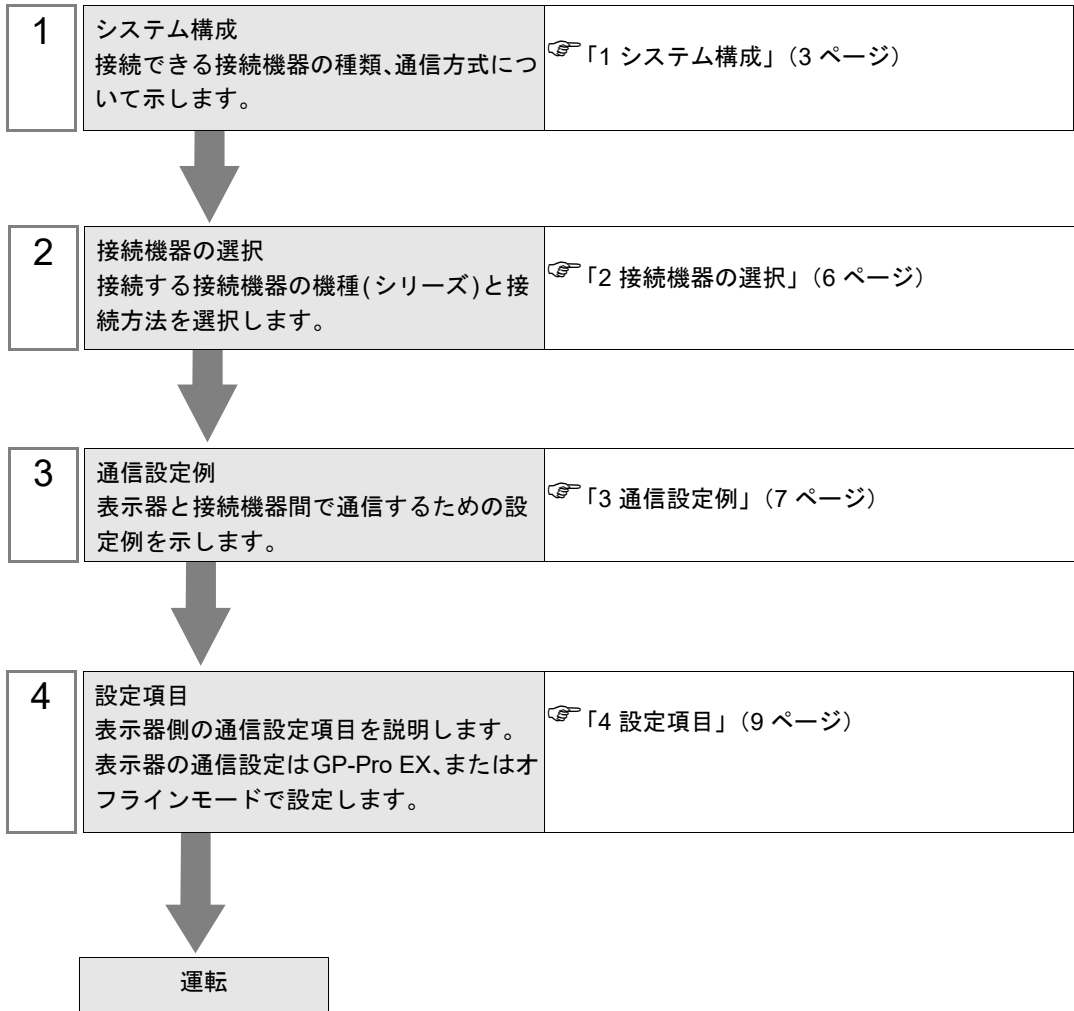 1
システム構成
接続できる接続機器の種類、通信方式につ
いて示します。
☞「1 システム構成」（3 ページ）
2
接続機器の選択
接続する接続機器の機種(シリーズ)と接
続方法を選択します。
☞「2 接続機器の選択」（6 ページ）
3
通信設定例
表示器と接続機器間で通信するための設
定例を示します。
☞「3 通信設定例」（7 ページ）
4
設定項目
表示器側の通信設定項目を説明します。
表示器の通信設定はGP-Pro EX、またはオ
フラインモードで設定します。
☞「4 設定項目」（9 ページ）
運転